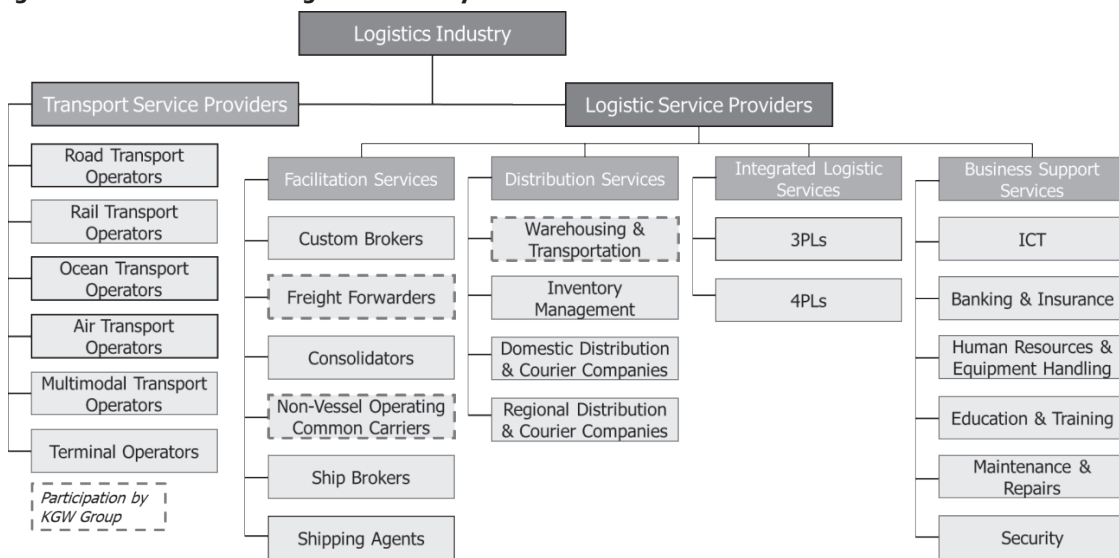 Logistics Industry
Transport Service Providers
Logistic Service Providers
Road Transport
Operators
Rail Transport
Operators
Ocean Transport
Operators
Air Transport
Operators
Multimodal Transport
Operators
Terminal Operators
Participation by
KGW Group
Facilitation Services
Custom Brokers
Freight Forwarders
Consolidators
Non-Vessel Operating
Common Carriers
Ship Brokers
Shipping Agents
Distribution Services
Warehousing &
Transportation
Inventory
Management
Domestic Distribution
& Courier Companies
Regional Distribution
& Courier Companies
Integrated Logistic
Services
3PLs
4PLs
Business Support
Services
ICT
Banking & Insurance
Human Resources &
Equipment Handling
Education & Training
Maintenance &
Repairs
Security